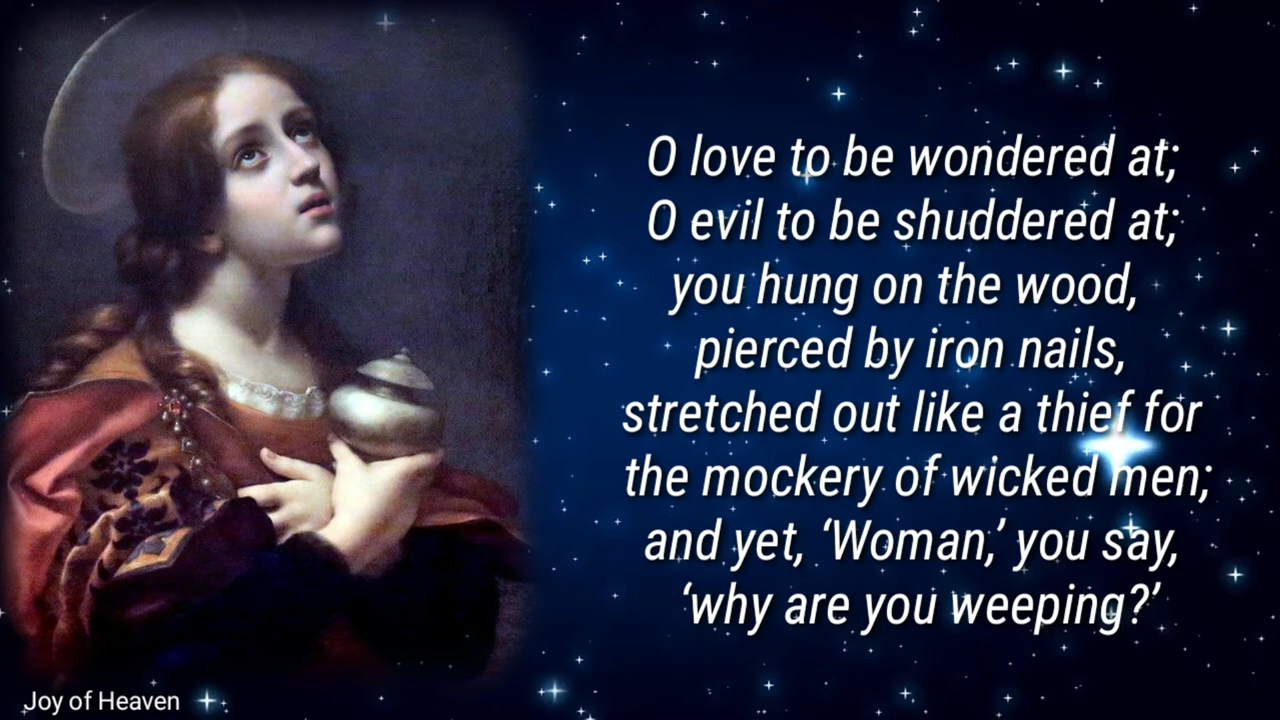 O love to be wondered at;
O evil to be shuddered at;
you hung on the wood,
pierced by iron nails,
stretched out like a thief for
the mockery of wicked men;
and yet, ‘Woman,’ you say,
‘why are you weeping?’
Joy of Heaven